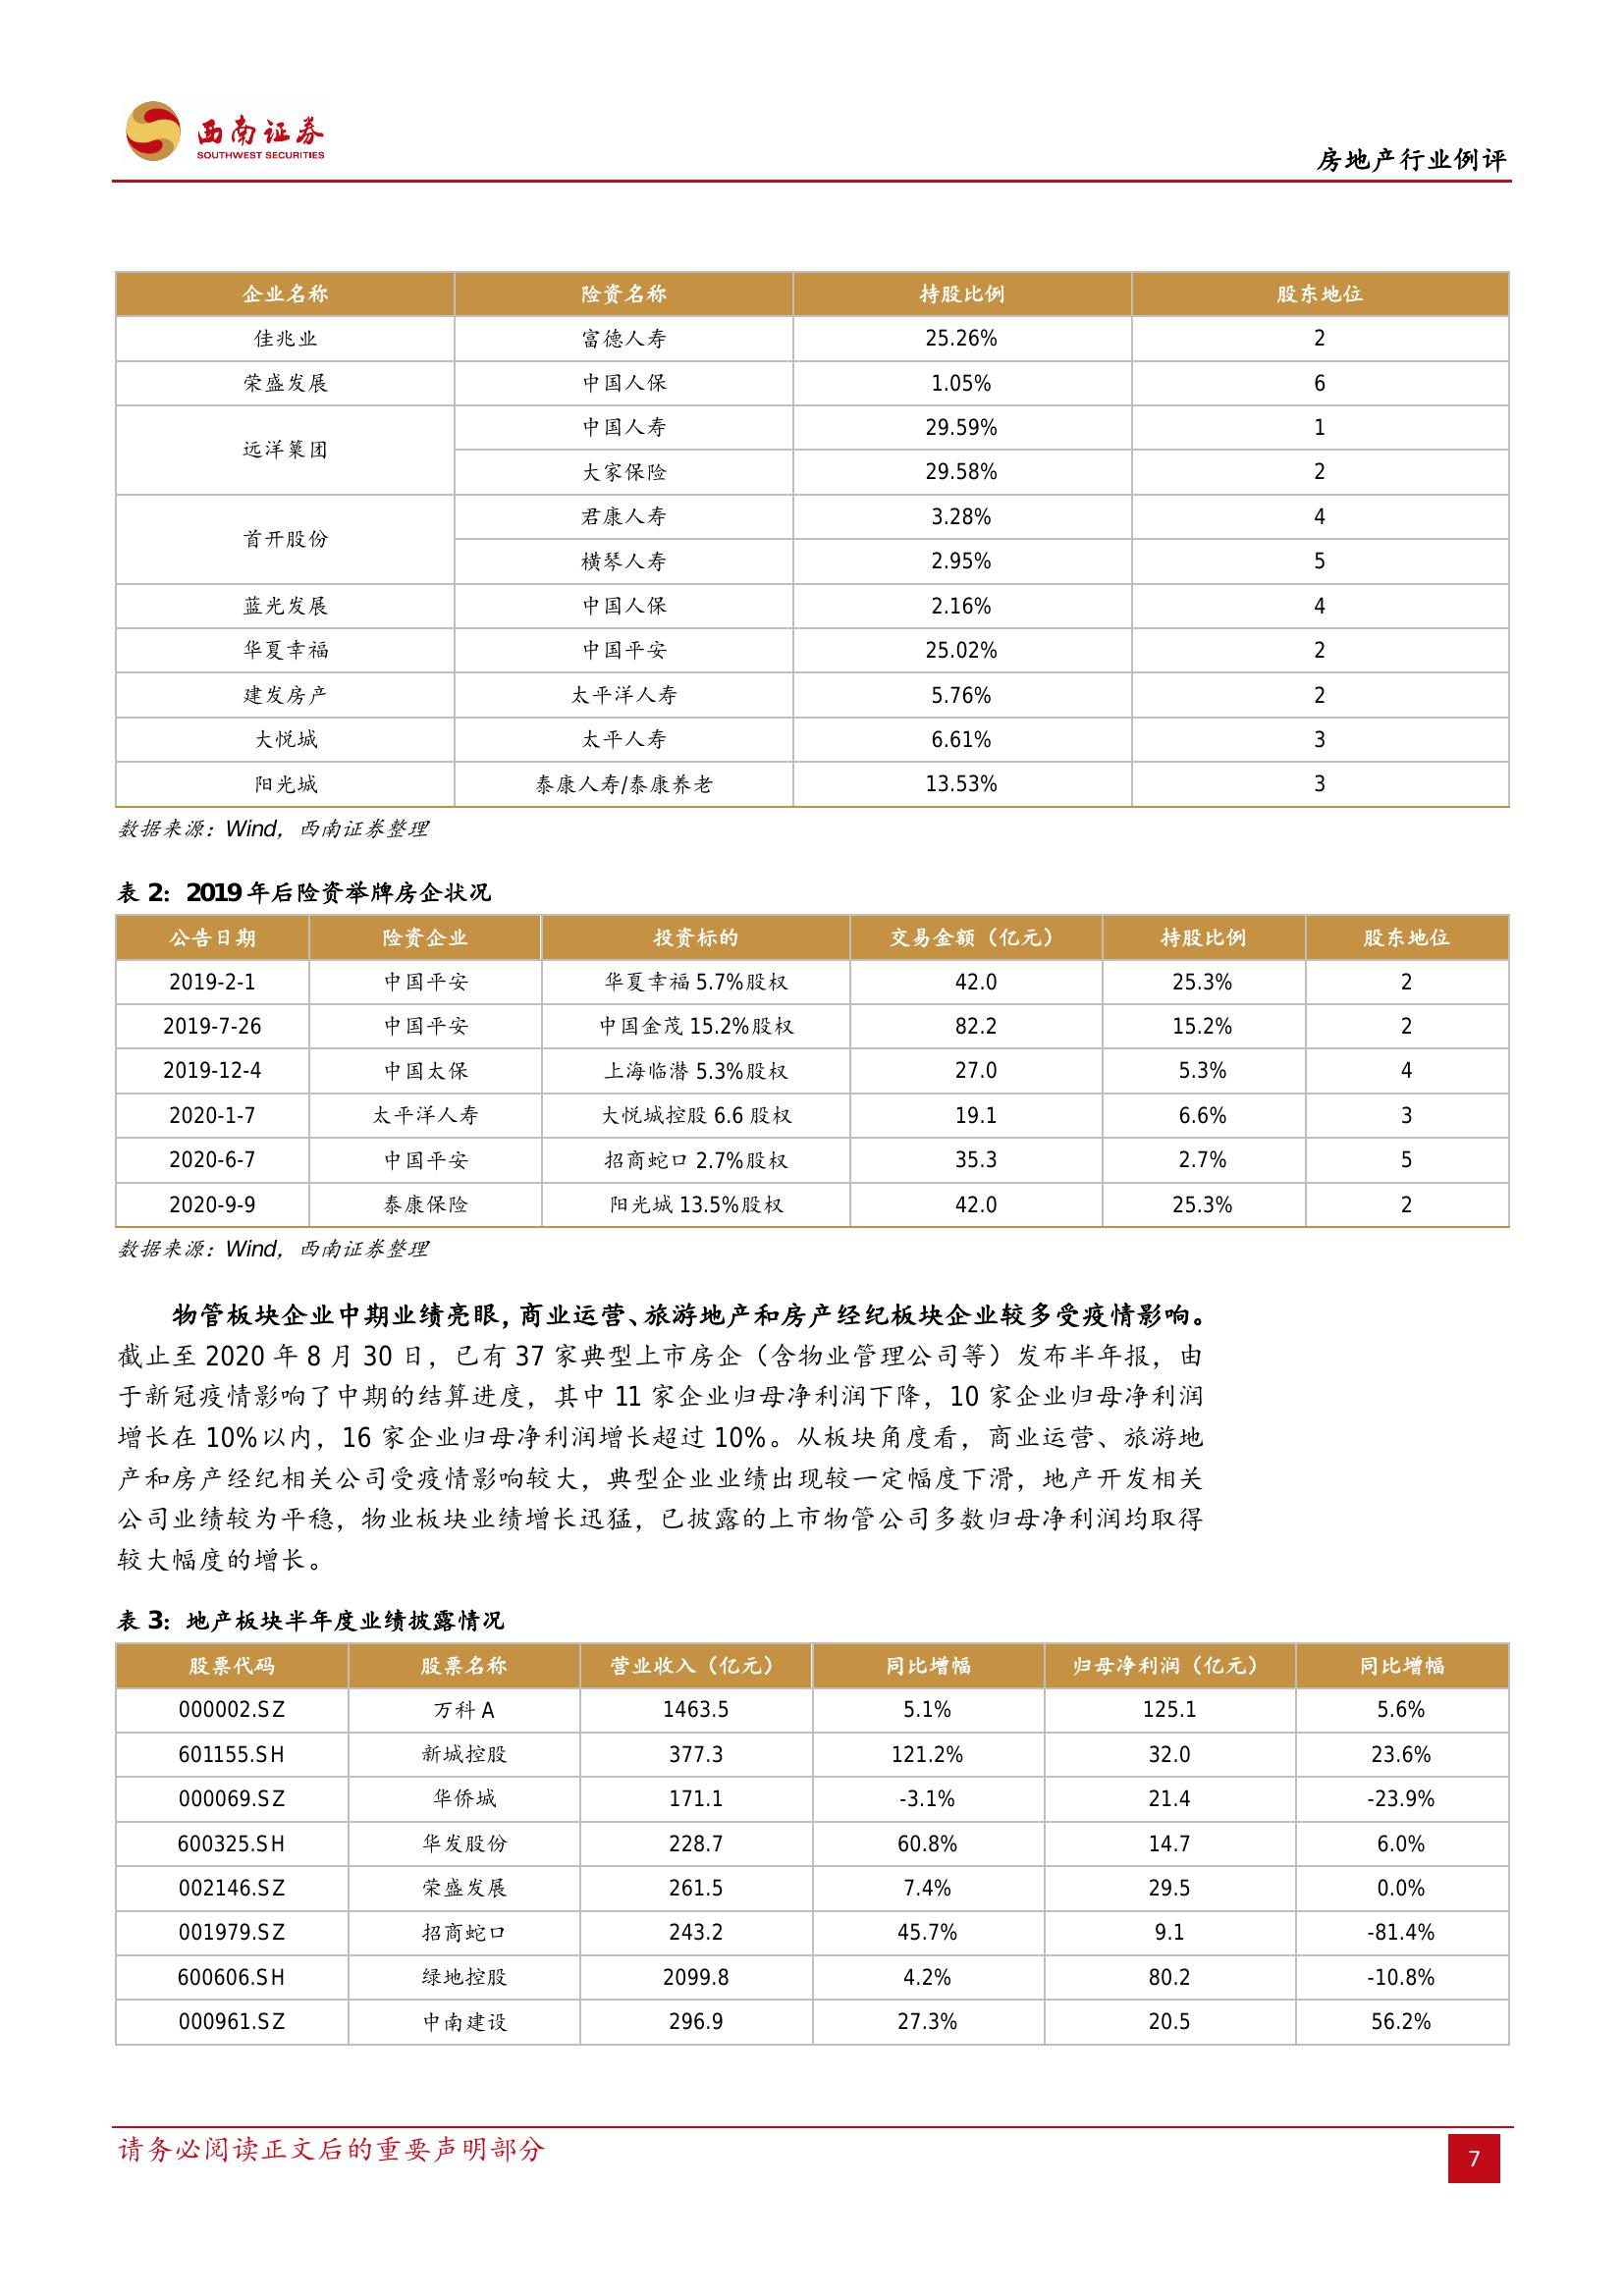 西南证券
SOUTHWEST SECURITIES
房地产行业例评
企业名称 险资名称 持股比例 股东地位
佳兆业 富德人寿 25.26% 2
荣盛发展 中国人保 1.05% 6
远洋集团 中国人寿 29.59% 1
大家保险 29.58% 2
首开股份 君康人寿 3.28% 4
横琴人寿 2.95% 5
蓝光发展 中国人保 2.16% 4
华夏幸福 中国平安 25.02% 2
建发房产 太平洋人寿 5.76% 2
大悦城 太平人寿 6.61% 3
阳光城 泰康人寿/泰康养老 13.53% 3
数据来源：Wind，西南证券整理
表 2：2019 年后险资举牌房企状况
公告日期 险资企业 投资标的 交易金额（亿元） 持股比例 股东地位
2019-2-1 中国平安 华夏幸福 5.7%股权 42.0 25.3% 2
2019-7-26 中国平安 中国金茂 15.2%股权 82.2 15.2% 2
2019-12-4 中国太保 上海临潜 5.3%股权 27.0 5.3% 4
2020-1-7 太平洋人寿 大悦城控股 6.6 股权 19.1 6.6% 3
2020-6-7 中国平安 招商蛇口 2.7%股权 35.3 2.7% 5
2020-9-9 泰康保险 阳光城 13.5%股权 42.0 25.3% 2
数据来源：Wind，西南证券整理
物管板块企业中期业绩亮眼，商业运营、旅游地产和房产经纪板块企业较多受疫情影响。
截止至 2020 年 8 月 30 日，已有 37 家典型上市房企（含物业管理公司等）发布半年报，由
于新冠疫情影响了中期的结算进度，其中 11 家企业归母净利润下降，10 家企业归母净利润
增长在 10%以内，16 家企业归母净利润增长超过 10%。从板块角度看，商业运营、旅游地
产和房产经纪相关公司受疫情影响较大，典型企业业绩出现较一定幅度下滑，地产开发相关
公司业绩较为平稳，物业板块业绩增长迅猛，已披露的上市物管公司多数归母净利润均取得
较大幅度的增长。
表 3：地产板块半年度业绩披露情况
股票代码 股票名称 营业收入（亿元） 同比增幅 归母净利润（亿元） 同比增幅
000002.SZ 万科 A 1463.5 5.1% 125.1 5.6%
601155.SH 新城控股 377.3 121.2% 32.0 23.6%
000069.SZ 华侨城 171.1 -3.1% 21.4 -23.9%
600325.SH 华发股份 228.7 60.8% 14.7 6.0%
002146.SZ 荣盛发展 261.5 7.4% 29.5 0.0%
001979.SZ 招商蛇口 243.2 45.7% 9.1 -81.4%
600606.SH 绿地控股 2099.8 4.2% 80.2 -10.8%
000961.SZ 中南建设 296.9 27.3% 20.5 56.2%
请务必阅读正文后的重要声明部分
7